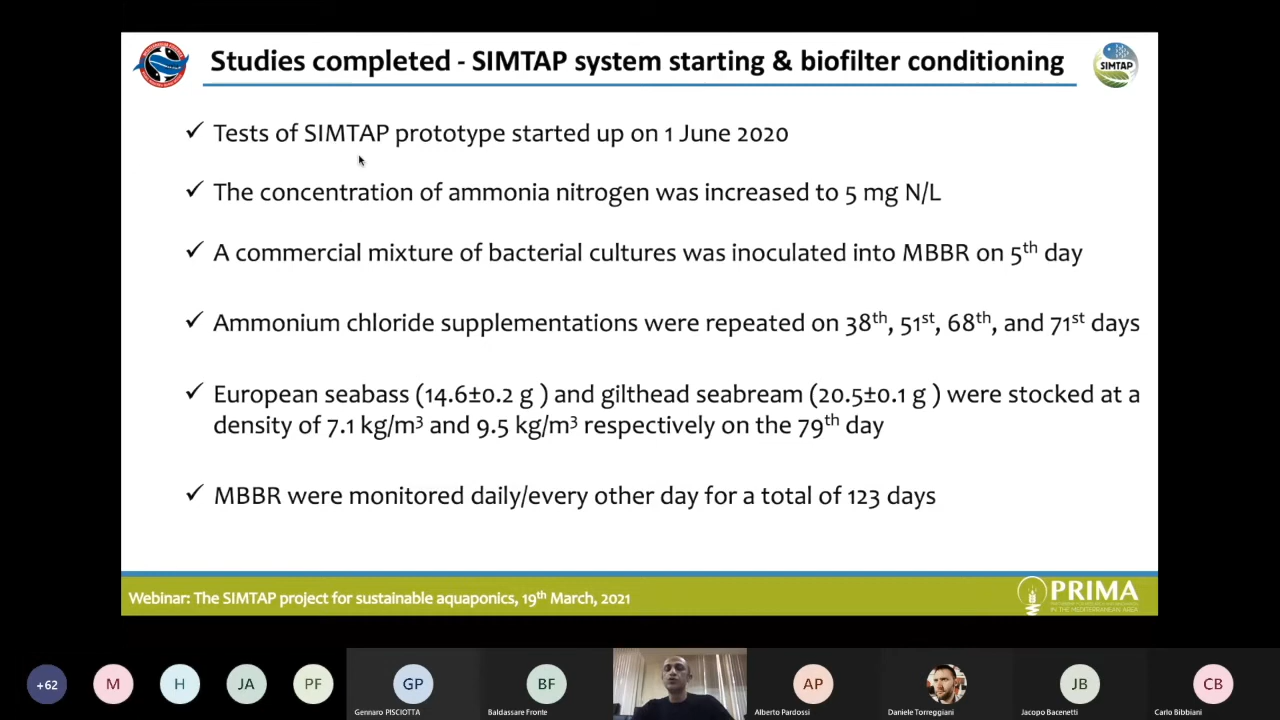 Studies completed - SIMTAP system starting & biofilter conditioning
SIMTAP
✓ Tests of SIMTAP prototype started up on 1 June 2020
✓ The concentration of ammonia nitrogen was increased to 5 mg N/L
✓ A commercial mixture of bacterial cultures was inoculated into MBBR on 5th day
✓ Ammonium chloride supplementations were repeated on 38th, 51st, 68th, and 71st days
✓ European seabass (14.6±0.2 g ) and gilthead seabream (20.5±0.1 g ) were stocked at a
density of 7.1 kg/m³ and 9.5 kg/m³ respectively on the 79th day
✓ MBBR were monitored daily/every other day for a total of 123 days
Webinar: The SIMTAP project for sustainable aquaponics, 19th March, 2021
PRIMA
IN THE MEDITERRANEAN AREA
+62
M
H
JA
PF
GP
BF
AP
JB
CB
Gennaro PISCIOTTA
Baldassare Fronte
Alberto Pardossi
Daniele Torreggiani
Jacopo Bacenetti
Carlo Bibbiani